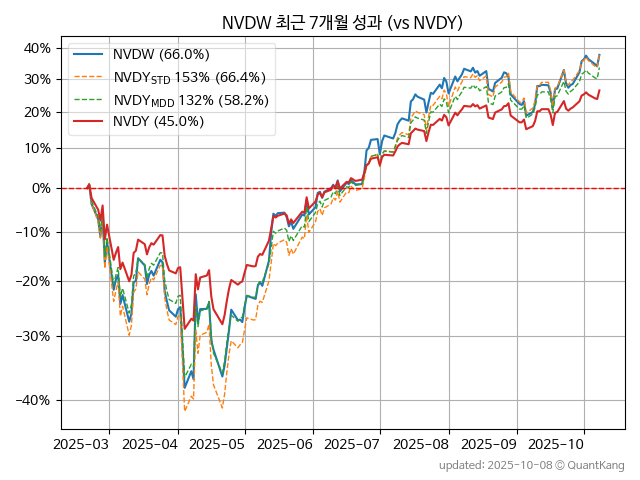 NVDW 최근 7개월 성과 (vs NVDY)
NVDW (66.0%)
NVDY_STD 153% (66.4%)
NVDY_MDD 132% (58.2%)
NVDY (45.0%)
40%
30%
20%
10%
0%
−10%
−20%
−30%
−40%
2025-03 2025-04 2025-05 2025-06 2025-07 2025-08 2025-09 2025-10
updated: 2025-10-08 © QuantKang